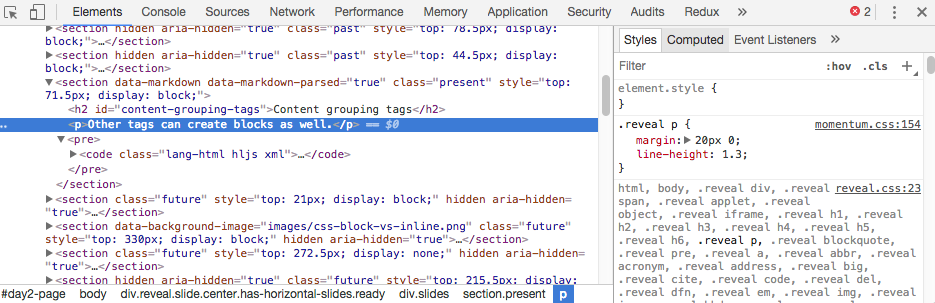 Elements Console Sources Network Performance Memory Application Security Audits Redux » 2
<section hidden aria-hidden="true" class="past" style="top: 78.5px; display:
block;">…</section>
<section hidden aria-hidden="true" class="past" style="top: 44.5px; display:
block;">…</section>
<section data-markdown data-markdown-parsed="true" class="present" style="top:
71.5px; display: block;">
<h2 id="content-grouping-tags">Content grouping tags</h2>
… <p>Other tags can create blocks as well.</p> == $0
<pre>
<code class="lang-html hljs xml">…</code>
</pre>
</section>
<section class="future" style="top: 21px; display: block;" hidden aria-hidden=
"true">…</section>
<section data-background-image="images/css-block-vs-inline.png" class="future"
style="top: 330px; display: block;" hidden aria-hidden="true">…</section>
<section class="future" style="top: 272.5px; display: none;" hidden aria-hidden=
"true">…</section>
<section hidden aria-hidden="true" class="future" style="top: 215.5px; display:
#day2-page body div.reveal.slide.center.has-horizontal-slides.ready div.slides section.present p
Styles Computed Event Listeners »
Filter :hov .cls +
element.style {
}
.reveal p { momentum.css:154
margin: 20px 0;
line-height: 1.3;
}
html, body, .reveal div, .reveal reveal.css:23
span, .reveal applet, .reveal
object, .reveal iframe, .reveal h1, .reveal
h2, .reveal h3, .reveal h4, .reveal h5,
.reveal h6, .reveal p, .reveal blockquote,
.reveal pre, .reveal a, .reveal abbr, .reveal
acronym, .reveal address, .reveal big,
.reveal cite, .reveal code, .reveal del,
.reveal dfn, .reveal em, .reveal img, .reveal